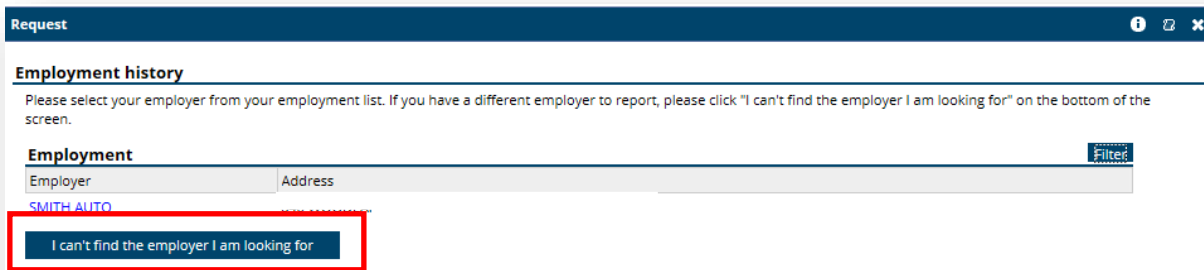 Request
Employment history
Please select your employer from your employment list. If you have a different employer to report, please click "I can't find the employer I am looking for" on the bottom of the
screen.
Employment Filter
Employer Address
SMITH AUTO
I can't find the employer I am looking for